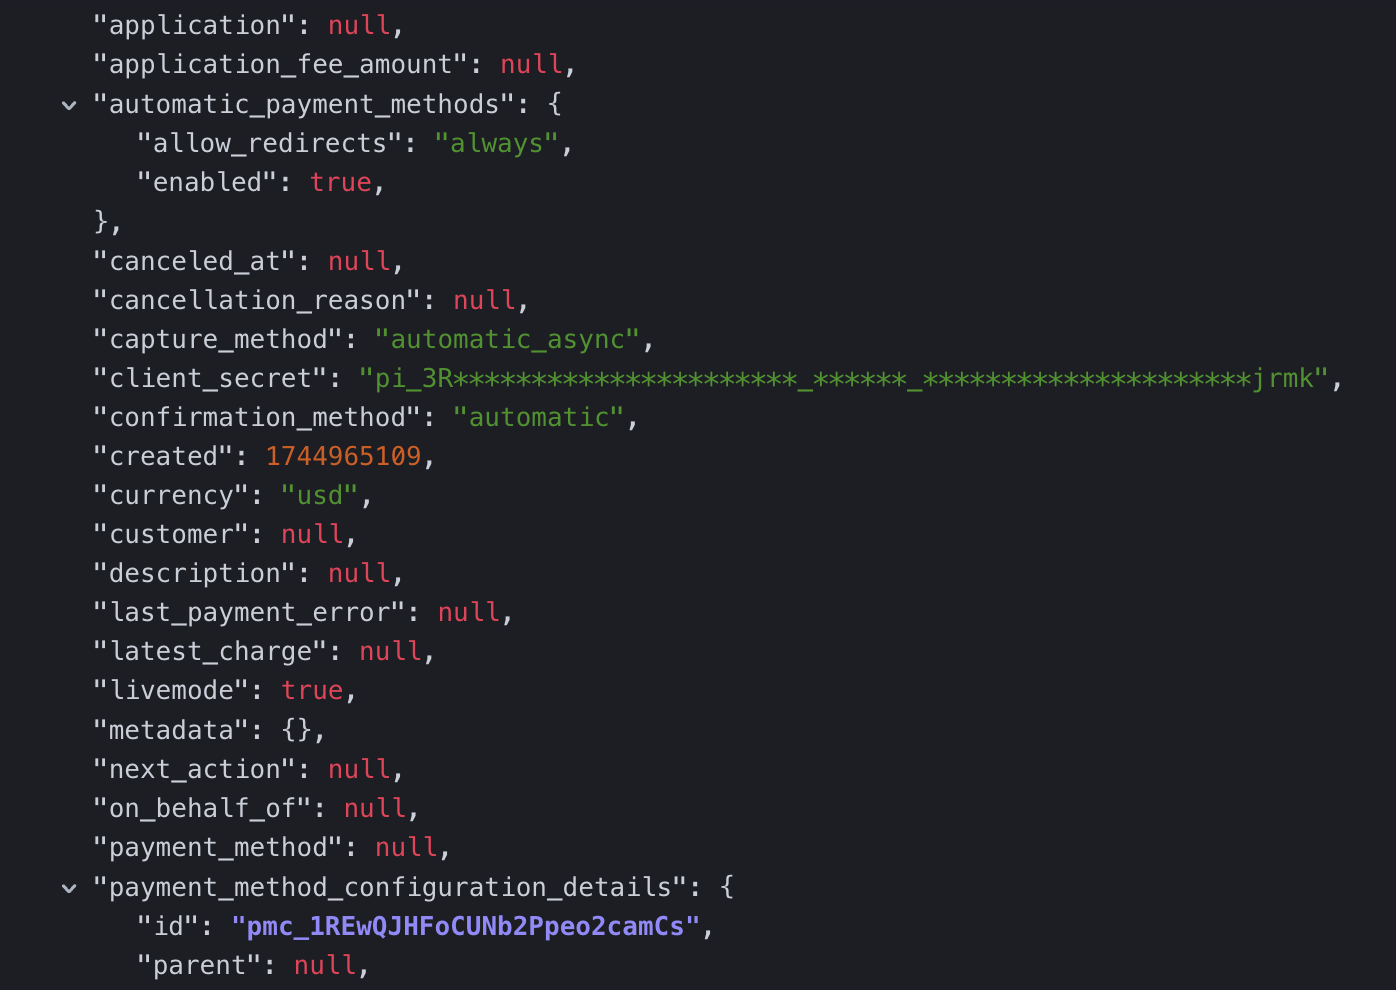 "application": null,
"application_fee_amount": null,
"automatic_payment_methods": {
"allow_redirects": "always",
"enabled": true,
},
"canceled_at": null,
"cancellation_reason": null,
"capture_method": "automatic_async",
"client_secret": "pi_3R**********************_******_*********************jrmk",
"confirmation_method": "automatic",
"created": 1744965109,
"currency": "usd",
"customer": null,
"description": null,
"last_payment_error": null,
"latest_charge": null,
"livemode": true,
"metadata": {},
"next_action": null,
"on_behalf_of": null,
"payment_method": null,
"payment_method_configuration_details": {
"id": "pmc_1REwQJHFoCUNb2Ppeo2camCs",
"parent": null,